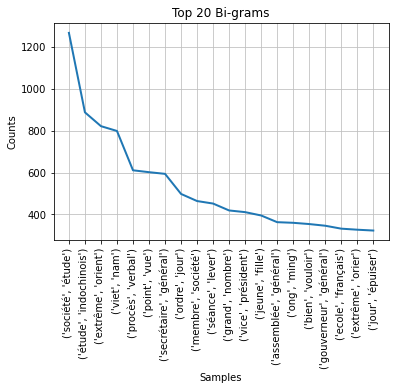 Top 20 Bi-grams
Counts
1200
1000
800
600
400
('société', 'étude')
('étude', 'indochinois')
('extrême', 'orient')
('viet', 'nam')
('procès', 'verbal')
('point', 'vue')
('secrétaire', 'général')
('ordre', 'jour')
('membre', 'société')
('séance', 'lever')
('grand', 'nombre')
('vice', 'président')
('jeune', 'fille')
('assemblée', 'général')
('ong', 'ming')
('bien', 'vouloir')
('gouverneur', 'général')
('ecole', 'français')
('extrême', 'orier')
('jour', 'épuiser')
Samples